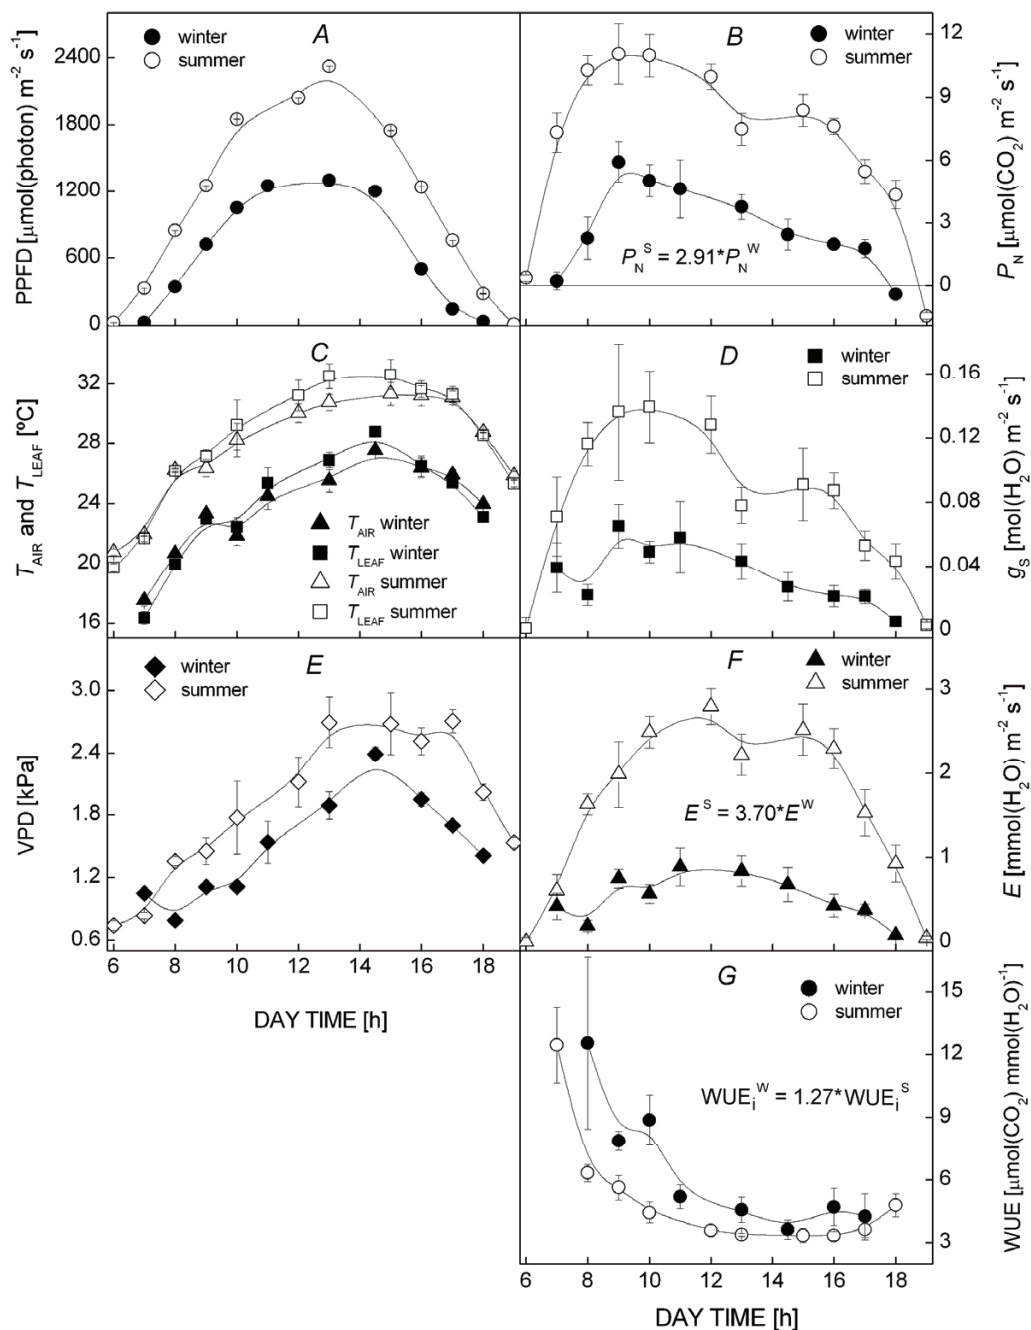 A
winter
summer
PPFD [μmol(photon) m⁻² s⁻¹]
2400
1800
1200
600
0
B
winter
summer
P_N^S = 2.91*P_N^W
12
9
6
3
0
P_N [μmol(CO₂) m⁻² s⁻¹]
C
T_AIR and T_LEAF [ºC]
32
28
24
20
16
T_AIR winter
T_LEAF winter
T_AIR summer
T_LEAF summer
D
winter
summer
0.16
0.12
0.08
0.04
0
g_S [mol(H₂O) m⁻² s⁻¹]
E
winter
summer
VPD [kPa]
3.0
2.4
1.8
1.2
0.6
6 8 10 12 14 16 18
DAY TIME [h]
F
winter
summer
E^S = 3.70*E^W
3
2
1
0
E [mmol(H₂O) m⁻² s⁻¹]
G
winter
summer
WUE_i^W = 1.27*WUE_i^S
15
12
9
6
3
WUE [μmol(CO₂) mmol(H₂O)⁻¹]
6 8 10 12 14 16 18
DAY TIME [h]